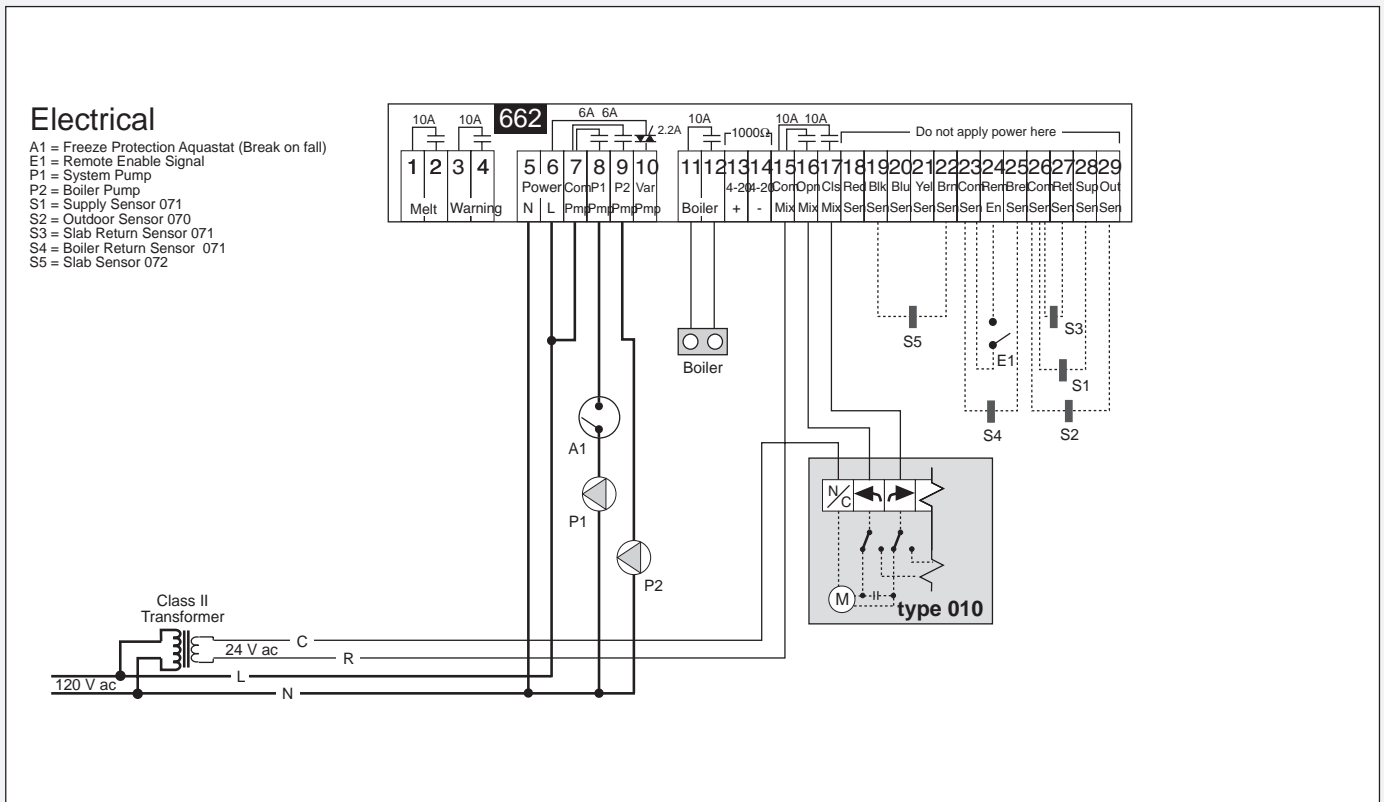 Electrical
A1 = Freeze Protection Aquastat (Break on fall)
E1 = Remote Enable Signal
P1 = System Pump
P2 = Boiler Pump
S1 = Supply Sensor 071
S2 = Outdoor Sensor 070
S3 = Slab Return Sensor 071
S4 = Boiler Return Sensor 071
S5 = Slab Sensor 072
10A 10A 662 6A 6A 2.2A 10A 1000Ω 10A 10A Do not apply power here
1 2 3 4 5 6 7 8 9 10 11 12 13 14 15 16 17 18 19 20 21 22 23 24 25 26 27 28 29
Power Com P1 P2 Var 4-20 4-20 Com Opn Cls Red Blk Blu Yel Brn Com Rem Bret Com Ret Sup Out
Melt Warning N L Pmp Pmp Pmp Pmp Boiler + - Mix Mix Mix Sen Sen Sen Sen Sen Sen En Sen Sen Sen Sen Sen
S5
E1
S3
S1
S4
S2
Boiler
A1
P1
P2
N/C
M
type 010
Class II
Transformer
24 V ac
C
R
120 V ac
L
N